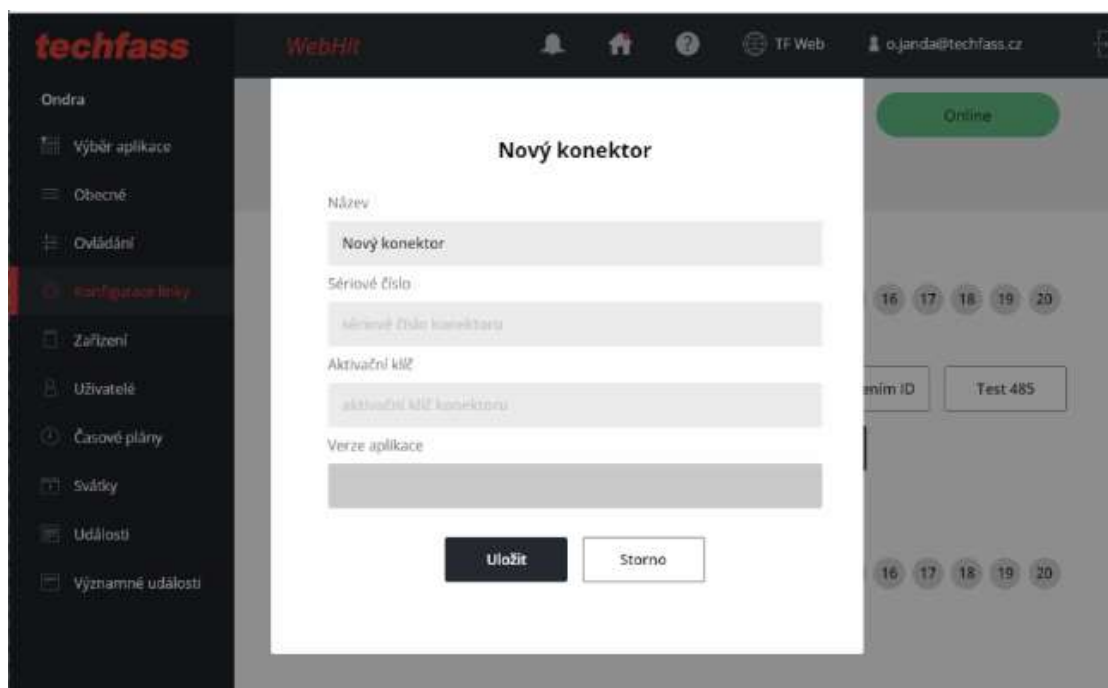 techfass
WebHit
TF Web
o.janda@techfass.cz
Ondra
Online
Výběr aplikace
Obecné
Ovládání
Konfigurace linky
Zařízení
Uživatelé
Časové plány
Svátky
Události
Významné události
Nový konektor
Název
Nový konektor
Sériové číslo
sériové číslo konektoru
Aktivační klíč
aktivační klíč konektoru
Verze aplikace
Uložit
Storno
16 17 18 19 20
ením ID
Test 485
16 17 18 19 20